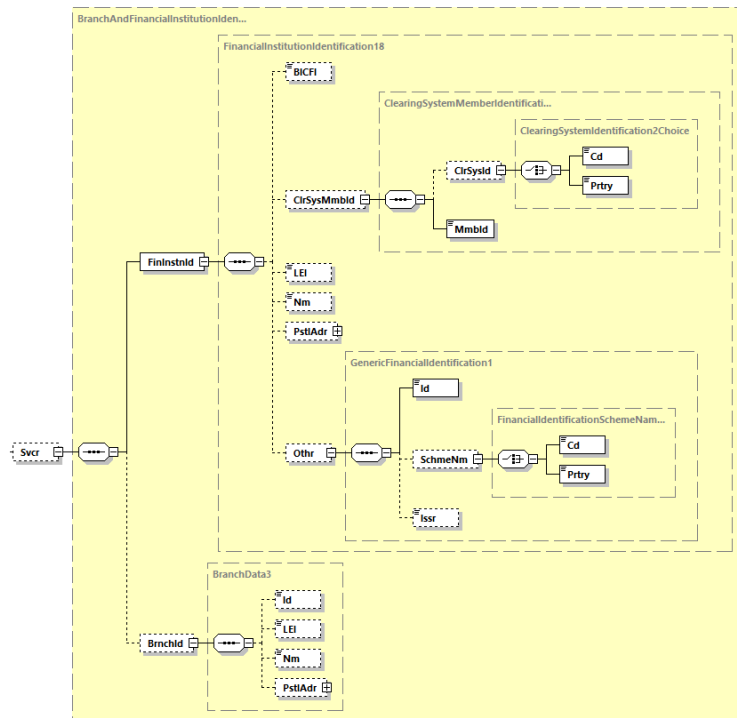 BranchAndFinancialInstitutionIden...
FinancialInstitutionIdentification18
BICFI
ClearingSystemMemberIdentificati...
ClearingSystemIdentification2Choice
Cd
ClrSysId
Prtry
ClrSysMmbId
MmbId
FinInstnId
LEI
Nm
PstlAdr
GenericFinancialIdentification1
Id
FinancialIdentificationSchemeNam...
Cd
Svcr
Othr
SchmeNm
Prtry
Issr
BranchData3
Id
LEI
BrnchId
Nm
PstlAdr